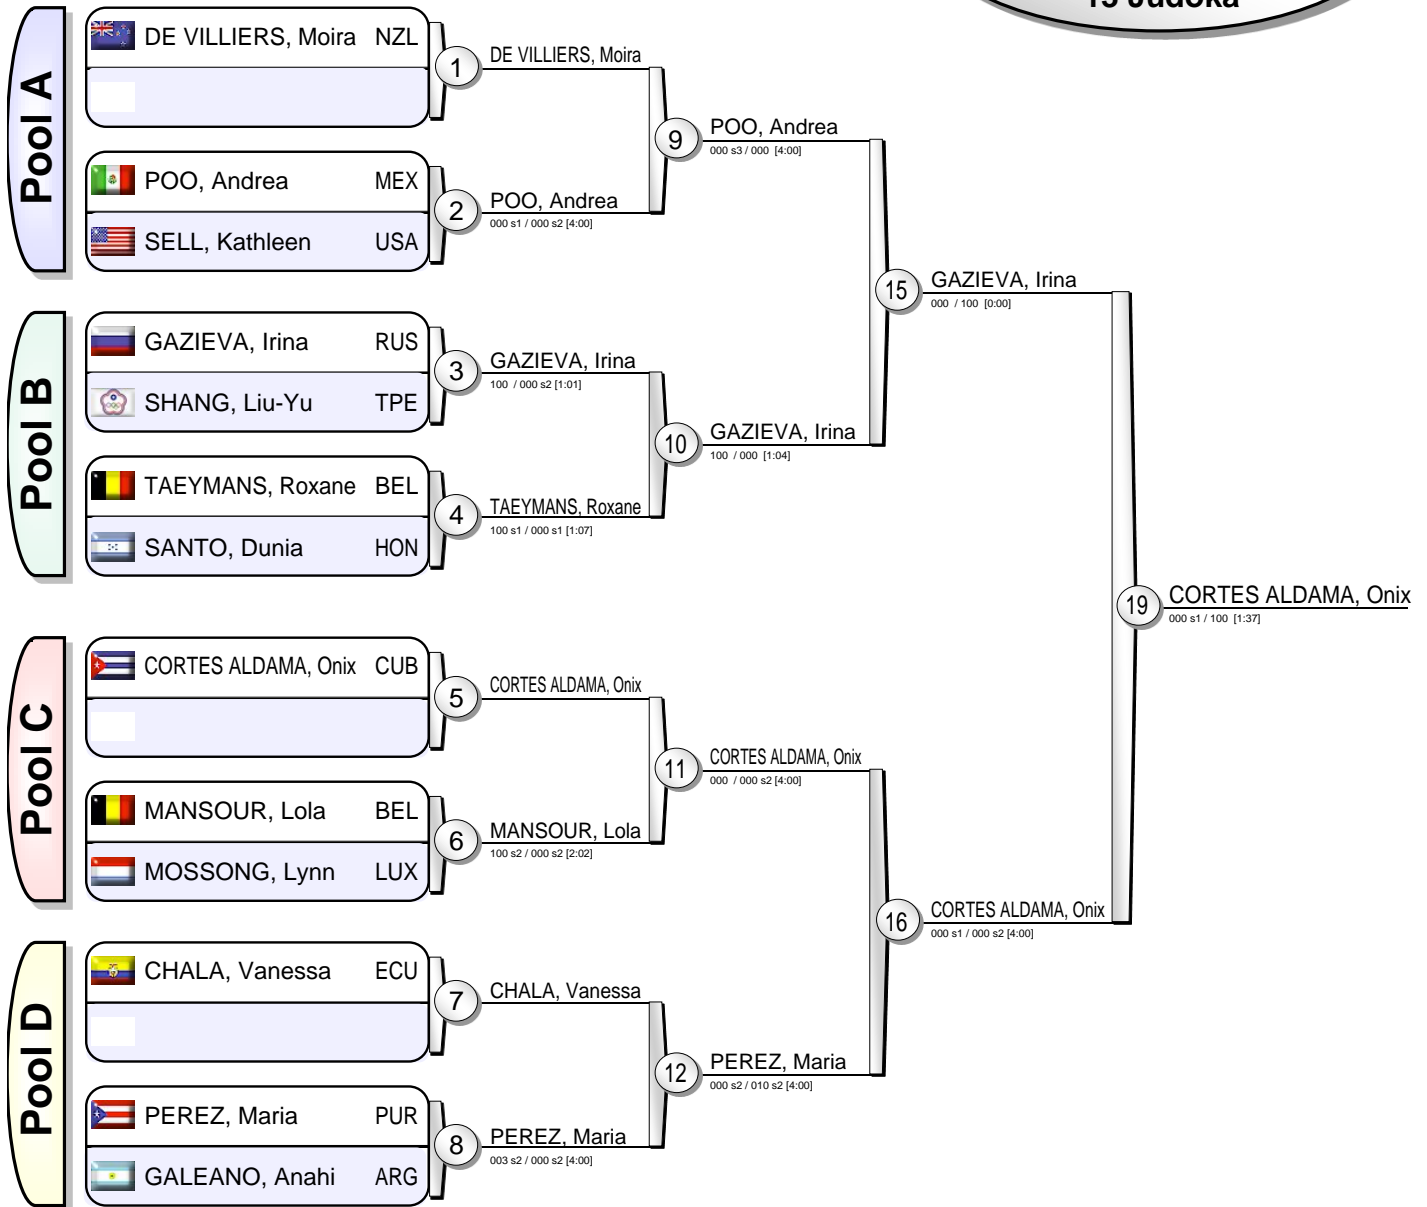 13 Judoka
Pool A
DE VILLIERS, Moira NZL
POO, Andrea MEX
SELL, Kathleen USA
Pool B
GAZIEVA, Irina RUS
SHANG, Liu-Yu TPE
TAEYMANS, Roxane BEL
SANTO, Dunia HON
Pool C
CORTES ALDAMA, Onix CUB
MANSOUR, Lola BEL
MOSSONG, Lynn LUX
Pool D
CHALA, Vanessa ECU
PEREZ, Maria PUR
GALEANO, Anahi ARG
1 DE VILLIERS, Moira
2 POO, Andrea
000 s1 / 000 s2 [4:00]
3 GAZIEVA, Irina
100 / 000 s2 [1:01]
4 TAEYMANS, Roxane
100 s1 / 000 s1 [1:07]
5 CORTES ALDAMA, Onix
6 MANSOUR, Lola
100 s2 / 000 s2 [2:02]
7 CHALA, Vanessa
8 PEREZ, Maria
003 s2 / 000 s2 [4:00]
9 POO, Andrea
000 s3 / 000 [4:00]
10 GAZIEVA, Irina
100 / 000 [1:04]
11 CORTES ALDAMA, Onix
000 / 000 s2 [4:00]
12 PEREZ, Maria
000 s2 / 010 s2 [4:00]
15 GAZIEVA, Irina
000 / 100 [0:00]
16 CORTES ALDAMA, Onix
000 s1 / 000 s2 [4:00]
19 CORTES ALDAMA, Onix
000 s1 / 100 [1:37]